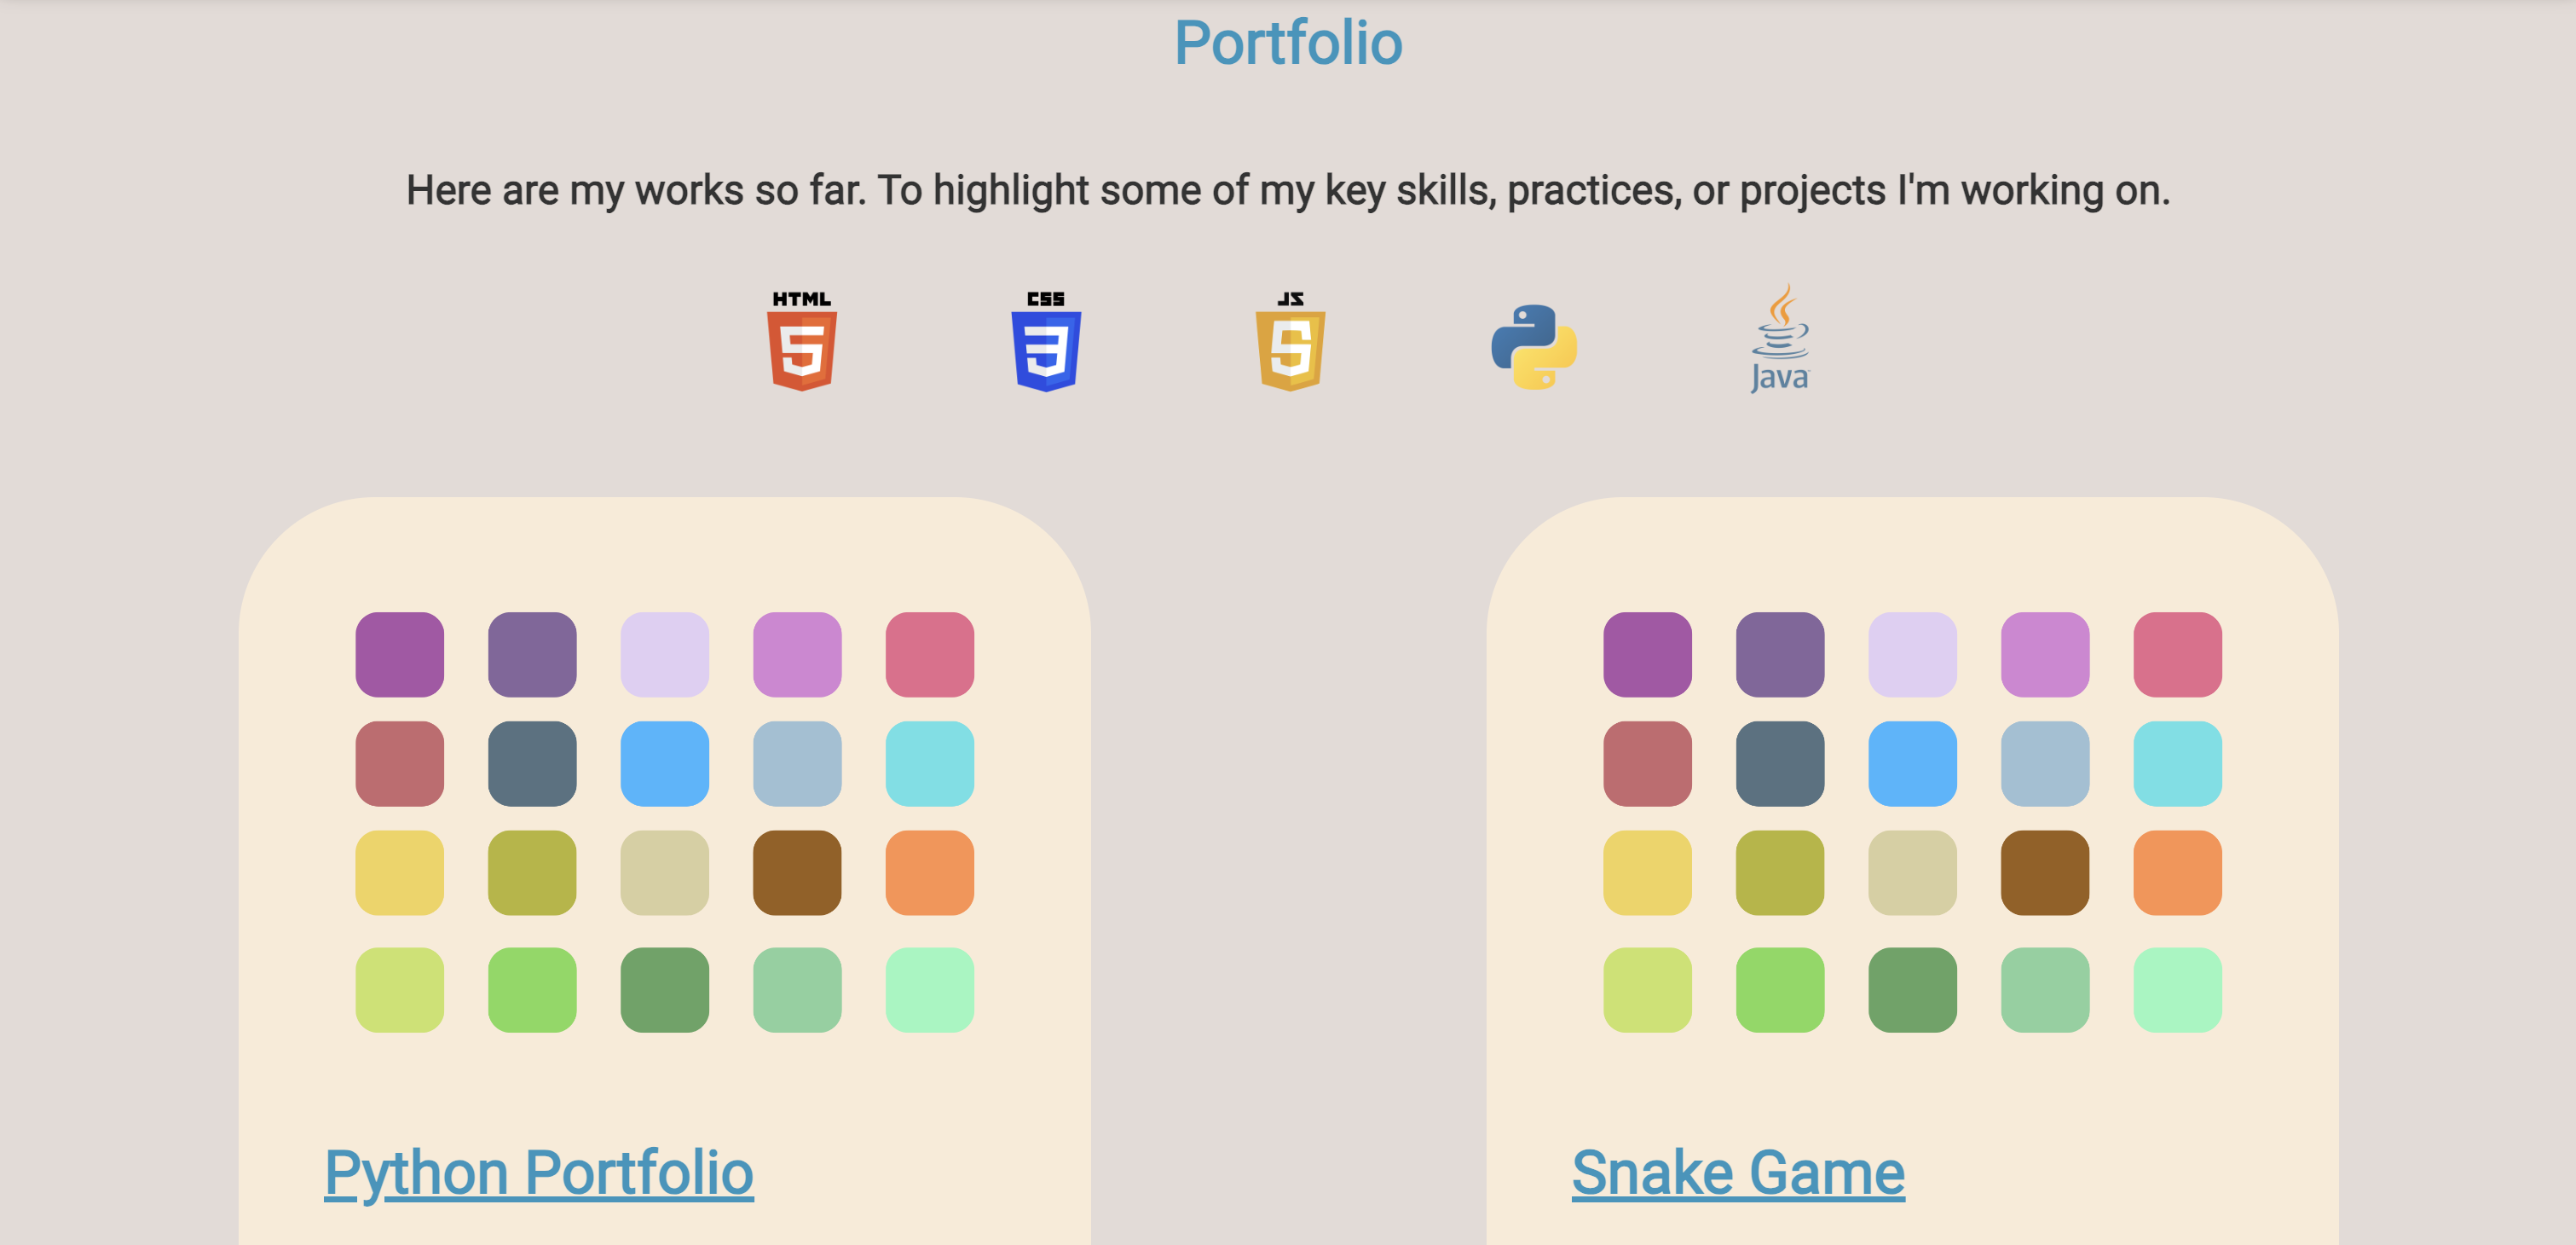 Portfolio
Here are my works so far. To highlight some of my key skills, practices, or projects I'm working on.
HTML CSS JS
5 3 5
Java
Python Portfolio Snake Game